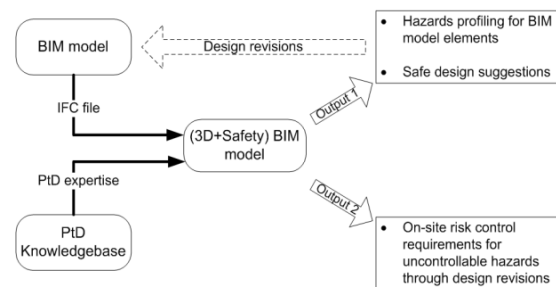 BIM model
Design revisions
• Hazards profiling for BIM
model elements
• Safe design suggestions
IFC file
Output 1
(3D+Safety) BIM
model
PtD expertise
Output 2
PtD
Knowledgebase
• On-site risk control
requirements for
uncontrollable hazards
through design revisions